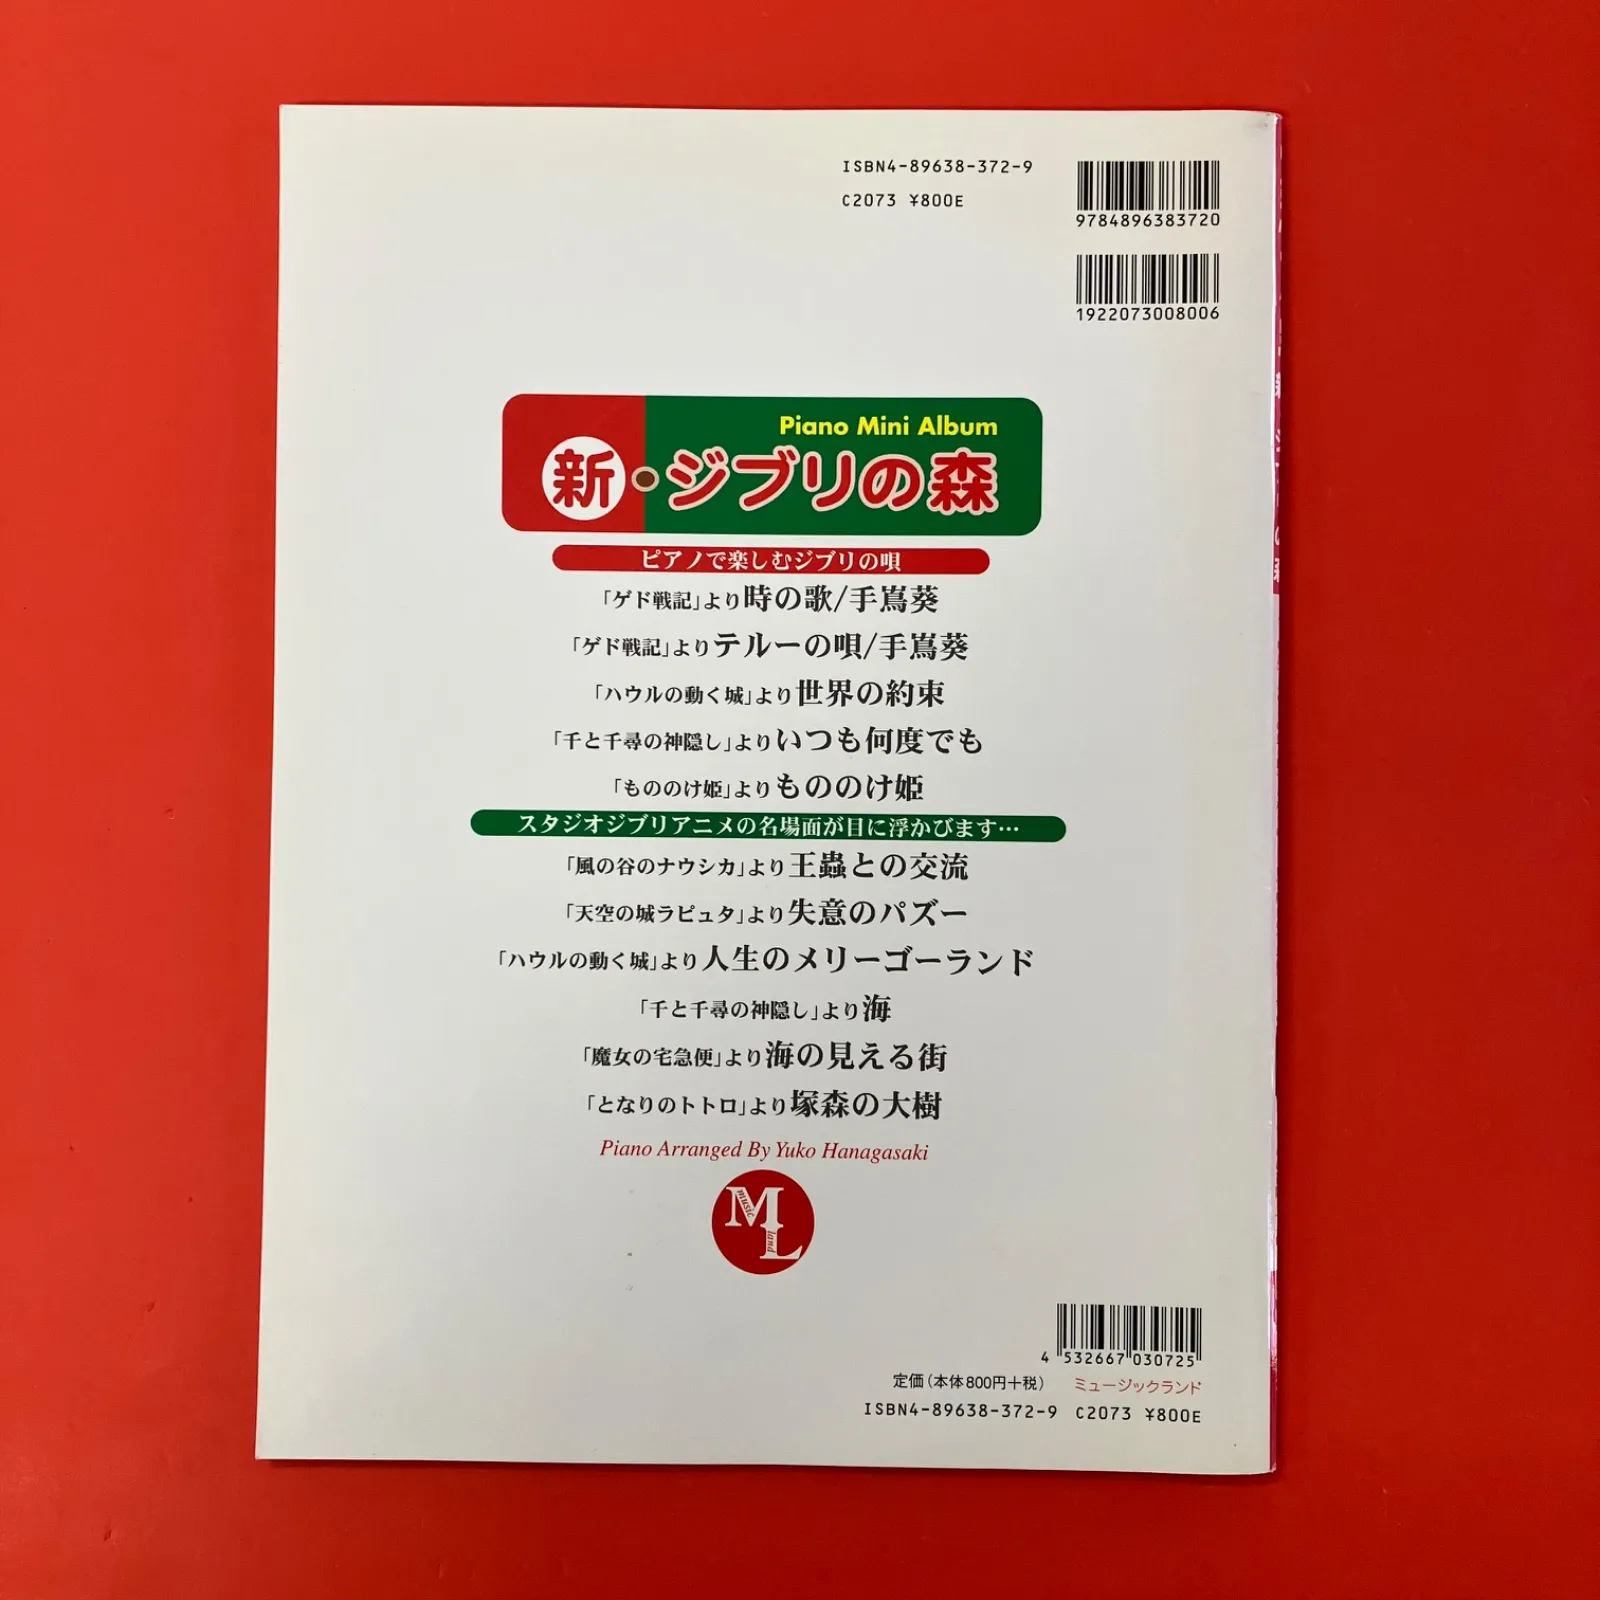 ISBN4-89638-372-9
C2073 ¥800E
9784896383720
1922073008006
Piano Mini Album
新・ジブリの森
ピアノで楽しむジブリの唄
「ゲド戦記」より時の歌/手嶌葵
「ゲド戦記」よりテルーの唄/手嶌葵
「ハウルの動く城」より世界の約束
「千と千尋の神隠し」よりいつも何度でも
「もののけ姫」よりもののけ姫
スタジオジブリアニメの名場面が目に浮かびます…
「風の谷のナウシカ」より王蟲との交流
「天空の城ラピュタ」より失意のパズー
「ハウルの動く城」より人生のメリーゴーランド
「千と千尋の神隠し」より海
「魔女の宅急便」より海の見える街
「となりのトトロ」より塚森の大樹
Piano Arranged By Yuko Hanagasaki
Music
Land
4 532667 030725
定価(本体800円+税) ミュージックランド
ISBN4-89638-372-9 C2073 ¥800E